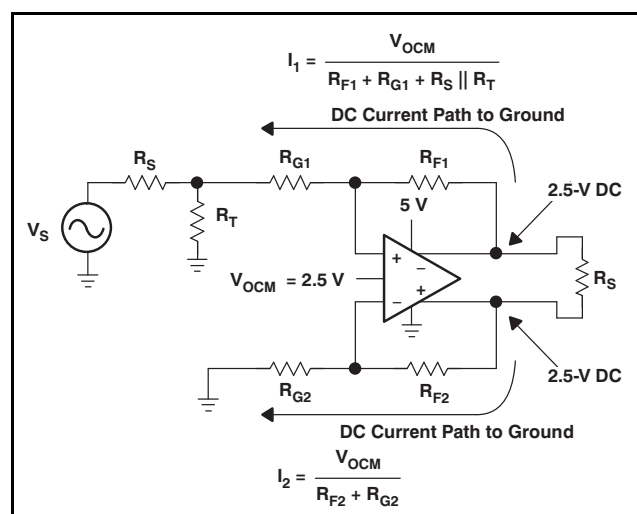 I1 = VOCM / RF1 + RG1 + RS || RT
DC Current Path to Ground
RS
RG1
RF1
2.5-V DC
5 V
VS
RT
+
−
VOCM = 2.5 V
−
+
RS
RG2
RF2
2.5-V DC
DC Current Path to Ground
I2 = VOCM / RF2 + RG2